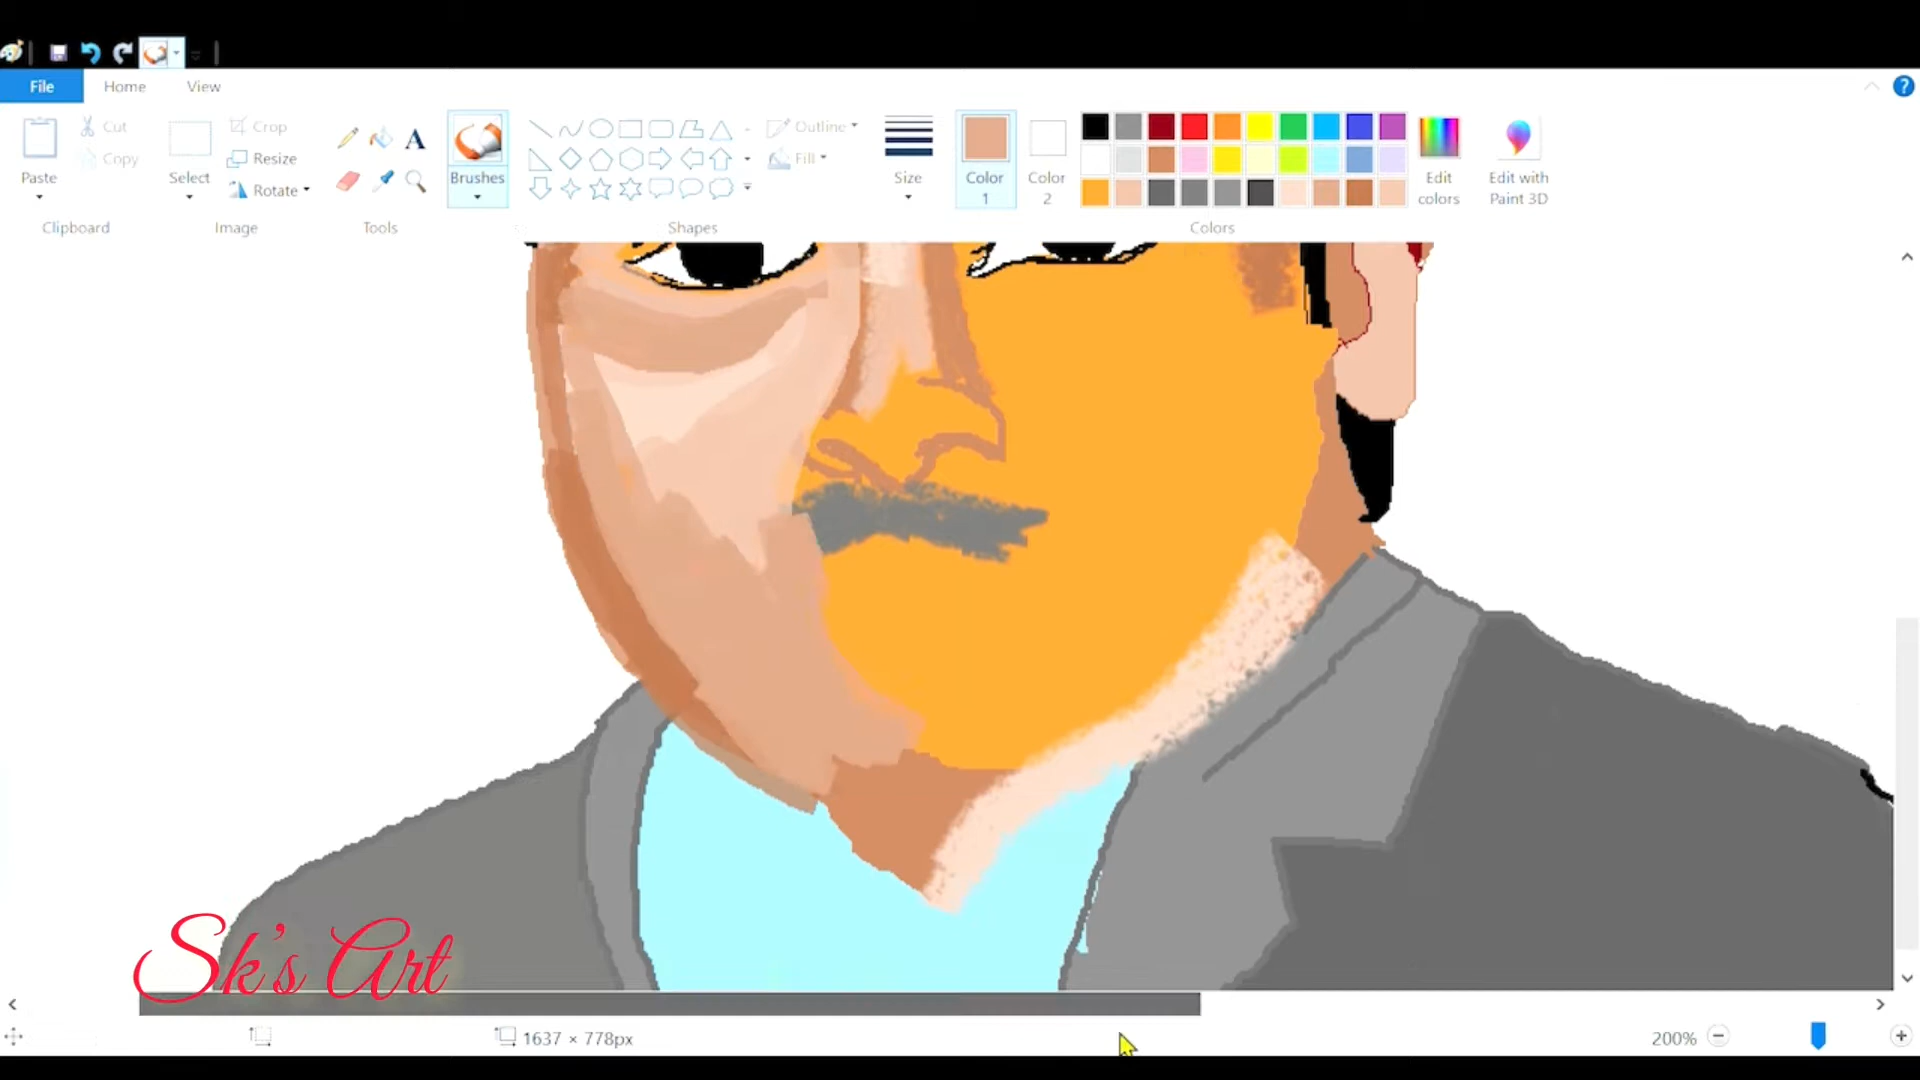 File Home View
Paste
Cut
Copy
Clipboard
Select
Crop
Resize
Rotate
Image
A
Tools
Brushes
Shapes
Outline
Fill
Size
Color 1
Color 2
Edit colors
Edit with Paint 3D
Colors
?
Sk's Art
1637 × 778px
200%